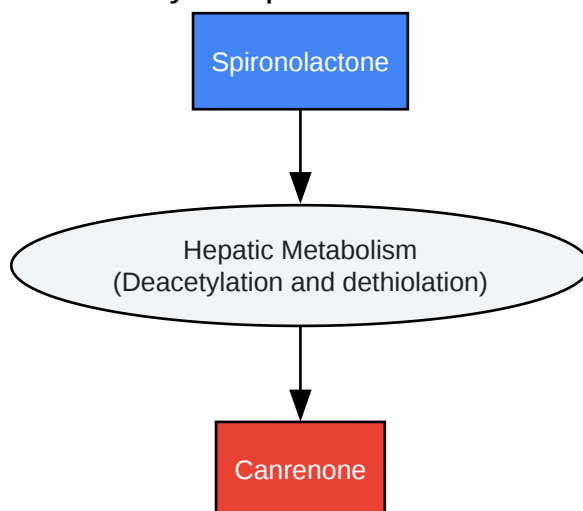 Spironolactone
Hepatic Metabolism
(Deacetylation and dethiolation)
Canrenone